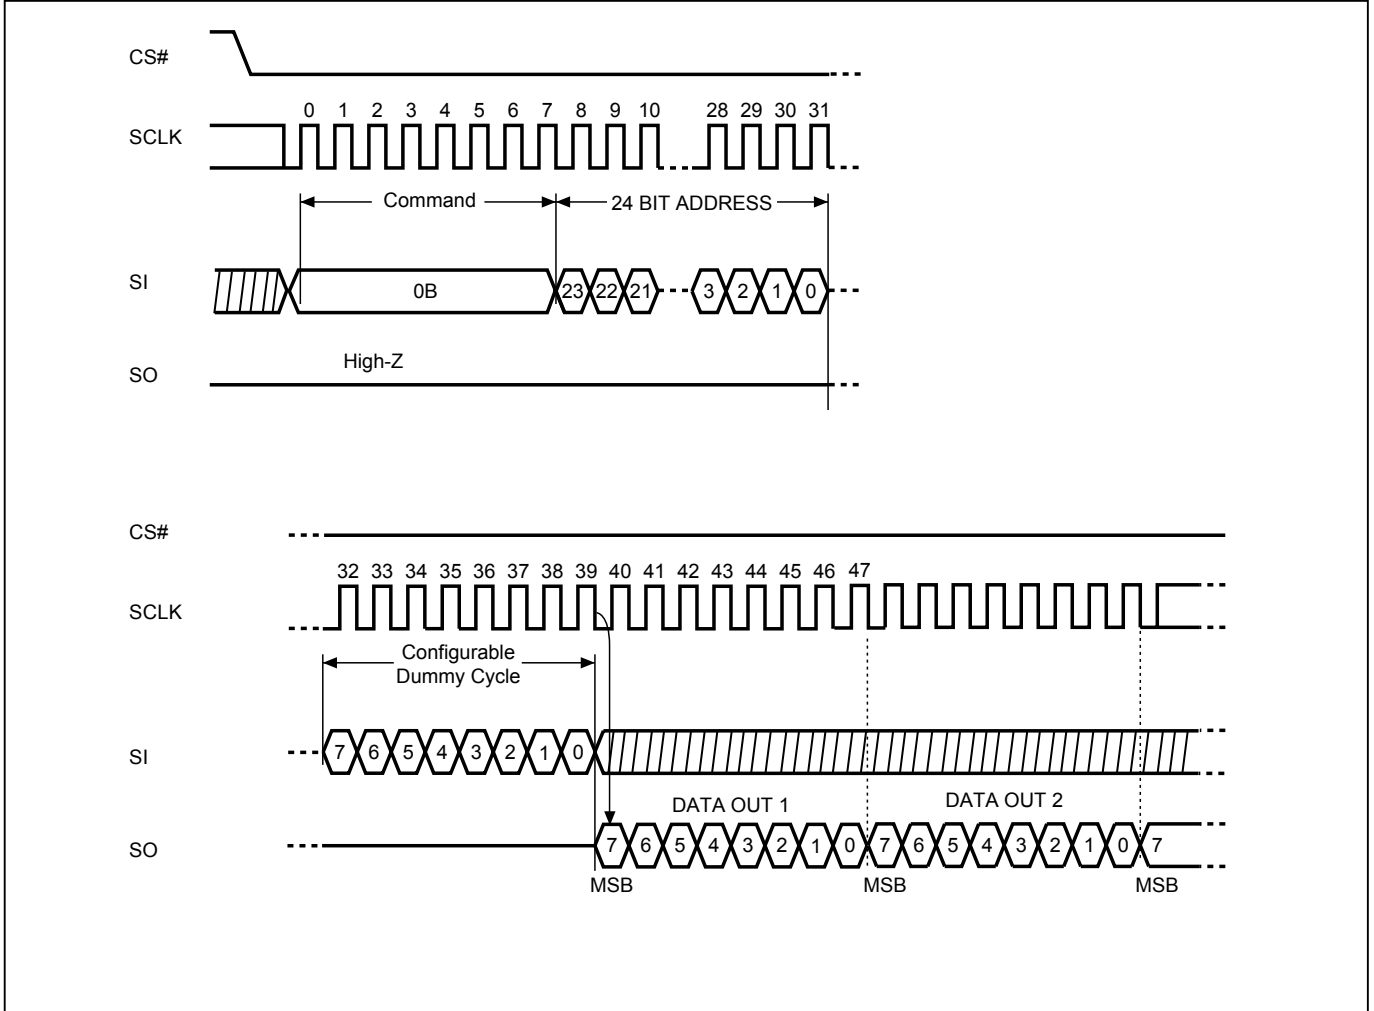 CS#
0 1 2 3 4 5 6 7 8 9 10 28 29 30 31
SCLK
Command 24 BIT ADDRESS
SI
0B 23 22 21 3 2 1 0
High-Z
SO
CS#
32 33 34 35 36 37 38 39 40 41 42 43 44 45 46 47
SCLK
Configurable
Dummy Cycle
SI
7 6 5 4 3 2 1 0
DATA OUT 1 DATA OUT 2
SO
7 6 5 4 3 2 1 0 7 6 5 4 3 2 1 0 7
MSB MSB MSB